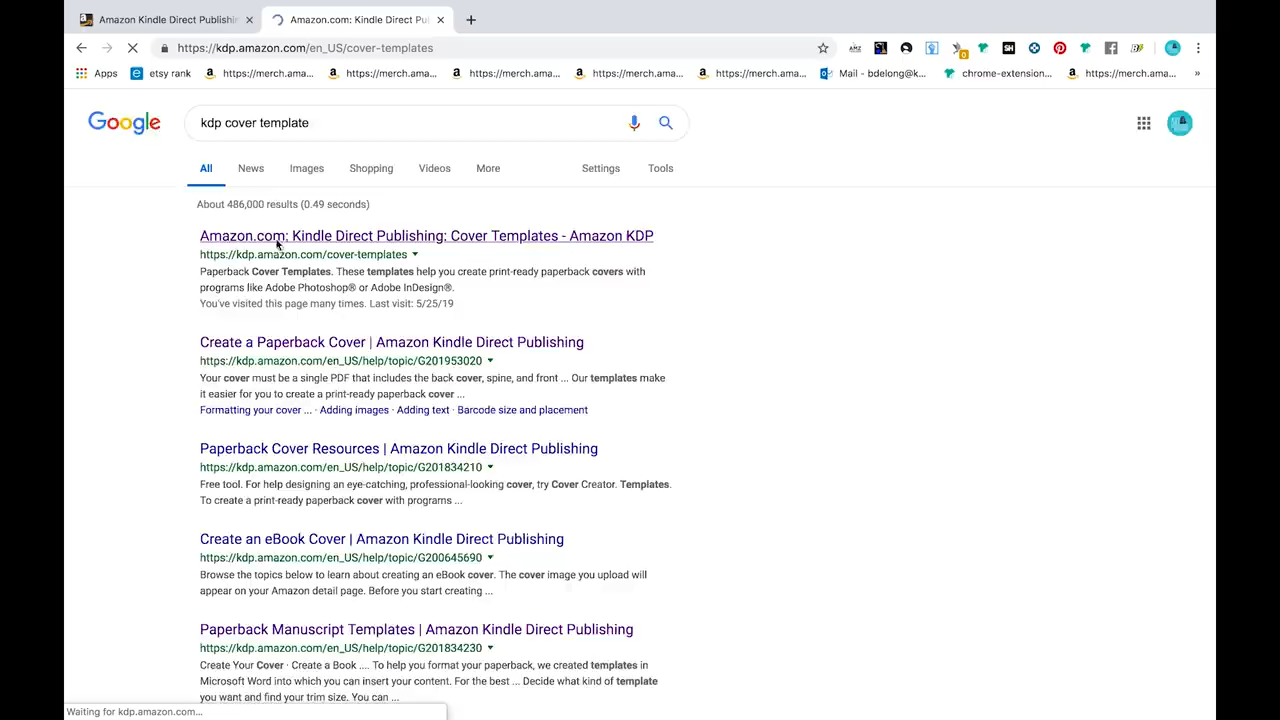 Amazon Kindle Direct Publishi
Amazon.com: Kindle Direct Pu
https://kdp.amazon.com/en_US/cover-templates
Apps
etsy rank
https://merch.ama...
https://merch.ama...
https://merch.ama...
https://merch.ama...
https://merch.ama...
Mail - bdelong@k...
chrome-extension...
https://merch.ama...
»
Google
kdp cover template
All News Images Shopping Videos More Settings Tools
About 486,000 results (0.49 seconds)
Amazon.com: Kindle Direct Publishing: Cover Templates - Amazon KDP
https://kdp.amazon.com/cover-templates
Paperback Cover Templates. These templates help you create print-ready paperback covers with
programs like Adobe Photoshop® or Adobe InDesign®.
You've visited this page many times. Last visit: 5/25/19
Create a Paperback Cover | Amazon Kindle Direct Publishing
https://kdp.amazon.com/en_US/help/topic/G201953020
Your cover must be a single PDF that includes the back cover, spine, and front ... Our templates make
it easier for you to create a print-ready paperback cover ...
Formatting your cover ... · Adding images · Adding text · Barcode size and placement
Paperback Cover Resources | Amazon Kindle Direct Publishing
https://kdp.amazon.com/en_US/help/topic/G201834210
Free tool. For help designing an eye-catching, professional-looking cover, try Cover Creator. Templates.
To create a print-ready paperback cover with programs ...
Create an eBook Cover | Amazon Kindle Direct Publishing
https://kdp.amazon.com/en_US/help/topic/G200645690
Browse the topics below to learn about creating an eBook cover. The cover image you upload will
appear on your Amazon detail page. Before you start creating ...
Paperback Manuscript Templates | Amazon Kindle Direct Publishing
https://kdp.amazon.com/en_US/help/topic/G201834230
Create Your Cover · Create a Book .... To help you format your paperback, we created templates in
Microsoft Word into which you can insert your content. For the best ... Decide what kind of template
you want and find your trim size. You can ...
Waiting for kdp.amazon.com...